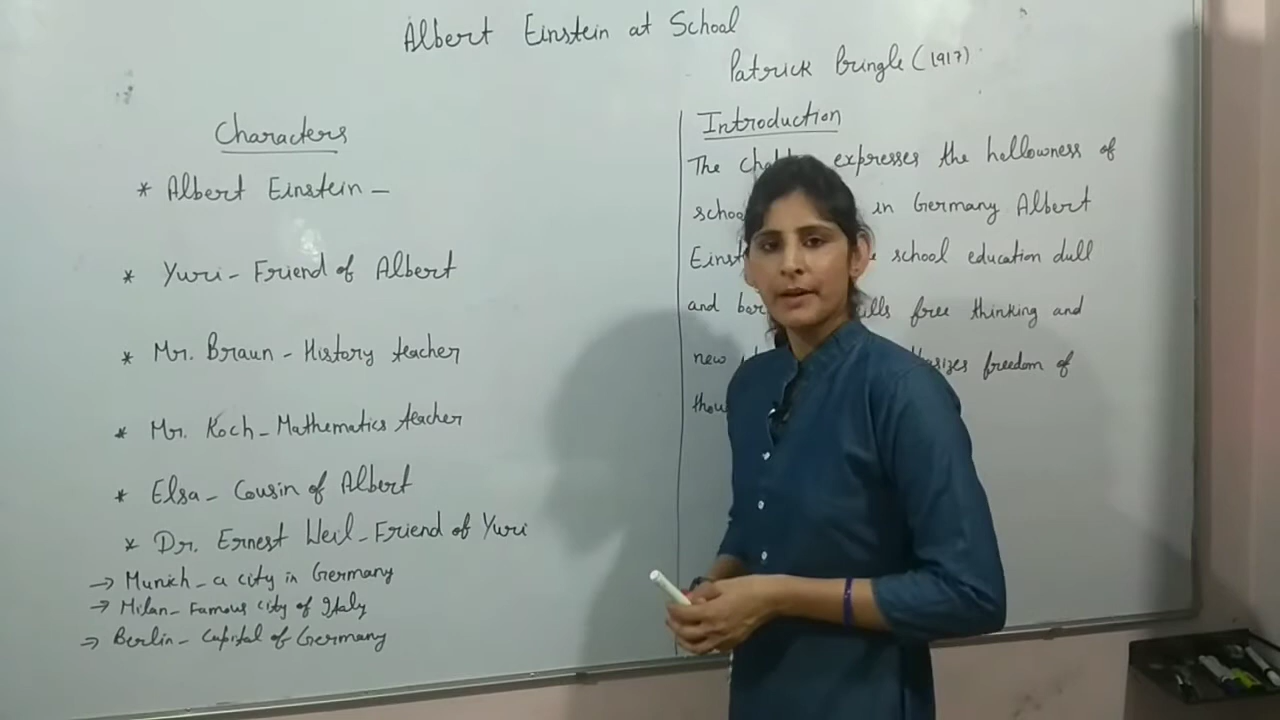 Albert Einstein at School
Patrick Pringle (1917)
Characters
* Albert Einstein -
* Yuri - Friend of Albert
* Mr. Braun - History teacher
* Mr. Koch - Mathematics teacher
* Elsa - Cousin of Albert
* Dr. Ernest Weil - Friend of Yuri
→ Munich - a city in Germany
→ Milan - Famous city of Italy
→ Berlin - Capital of Germany
Introduction
The expresses the hollowness of
in Germany Albert
school education dull
and free thinking and
new freedom of